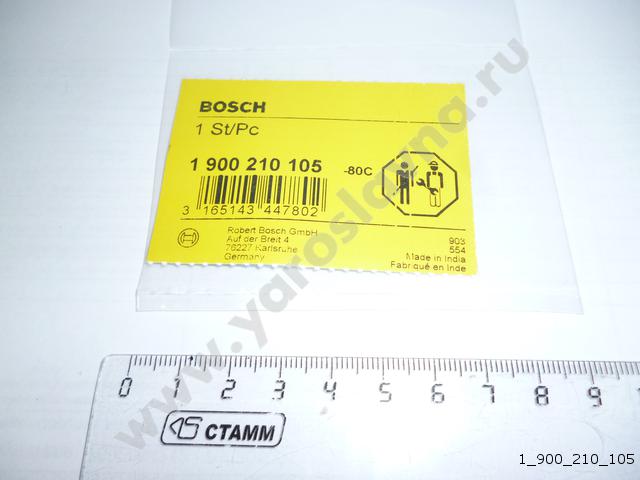 BOSCH
1 St/Pc
1 900 210 105
-80C
3 165143 447802
Robert Bosch GmbH
Auf der Breit 4
76227 Karlsruhe
Germany
903
554
Made in India
Fabriqué en Inde
www.yaroslavna.ru
0 1 2 3 4 5 6 7 8 9
СТАММ
1_900_210_105